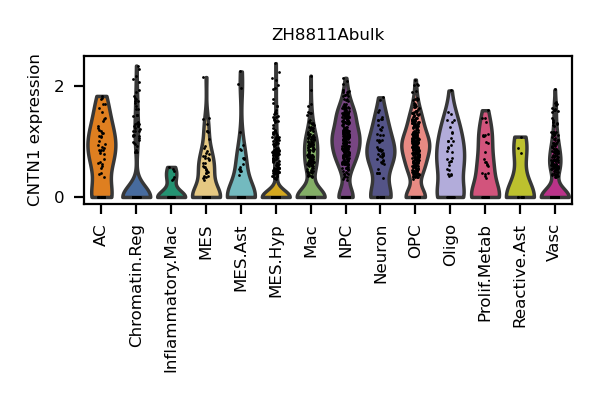 ZH8811Abulk
CNTN1 expression
2
0
AC
Chromatin.Reg
Inflammatory.Mac
MES
MES.Ast
MES.Hyp
Mac
NPC
Neuron
OPC
Oligo
Prolif.Metab
Reactive.Ast
Vasc